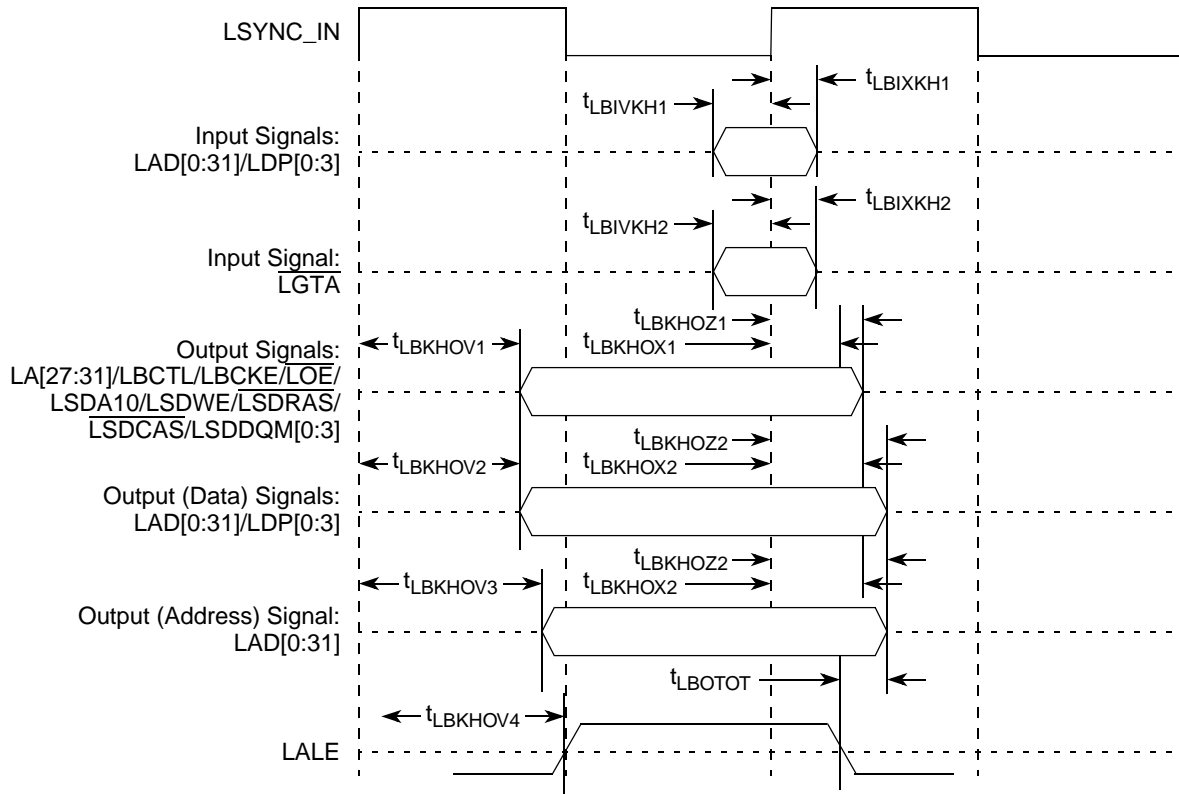 LSYNC_IN
tLBIXKH1
tLBIVKH1
Input Signals:
LAD[0:31]/LDP[0:3]
tLBIXKH2
tLBIVKH2
Input Signal:
LGTA
tLBKHOZ1
tLBKHOV1
tLBKHOX1
Output Signals:
LA[27:31]/LBCTL/LBCKE/LOE/
LSDA10/LSDWE/LSDRAS/
LSDCAS/LSDDQM[0:3]
tLBKHOZ2
tLBKHOV2
tLBKHOX2
Output (Data) Signals:
LAD[0:31]/LDP[0:3]
tLBKHOZ2
tLBKHOV3
tLBKHOX2
Output (Address) Signal:
LAD[0:31]
tLBOTOT
tLBKHOV4
LALE